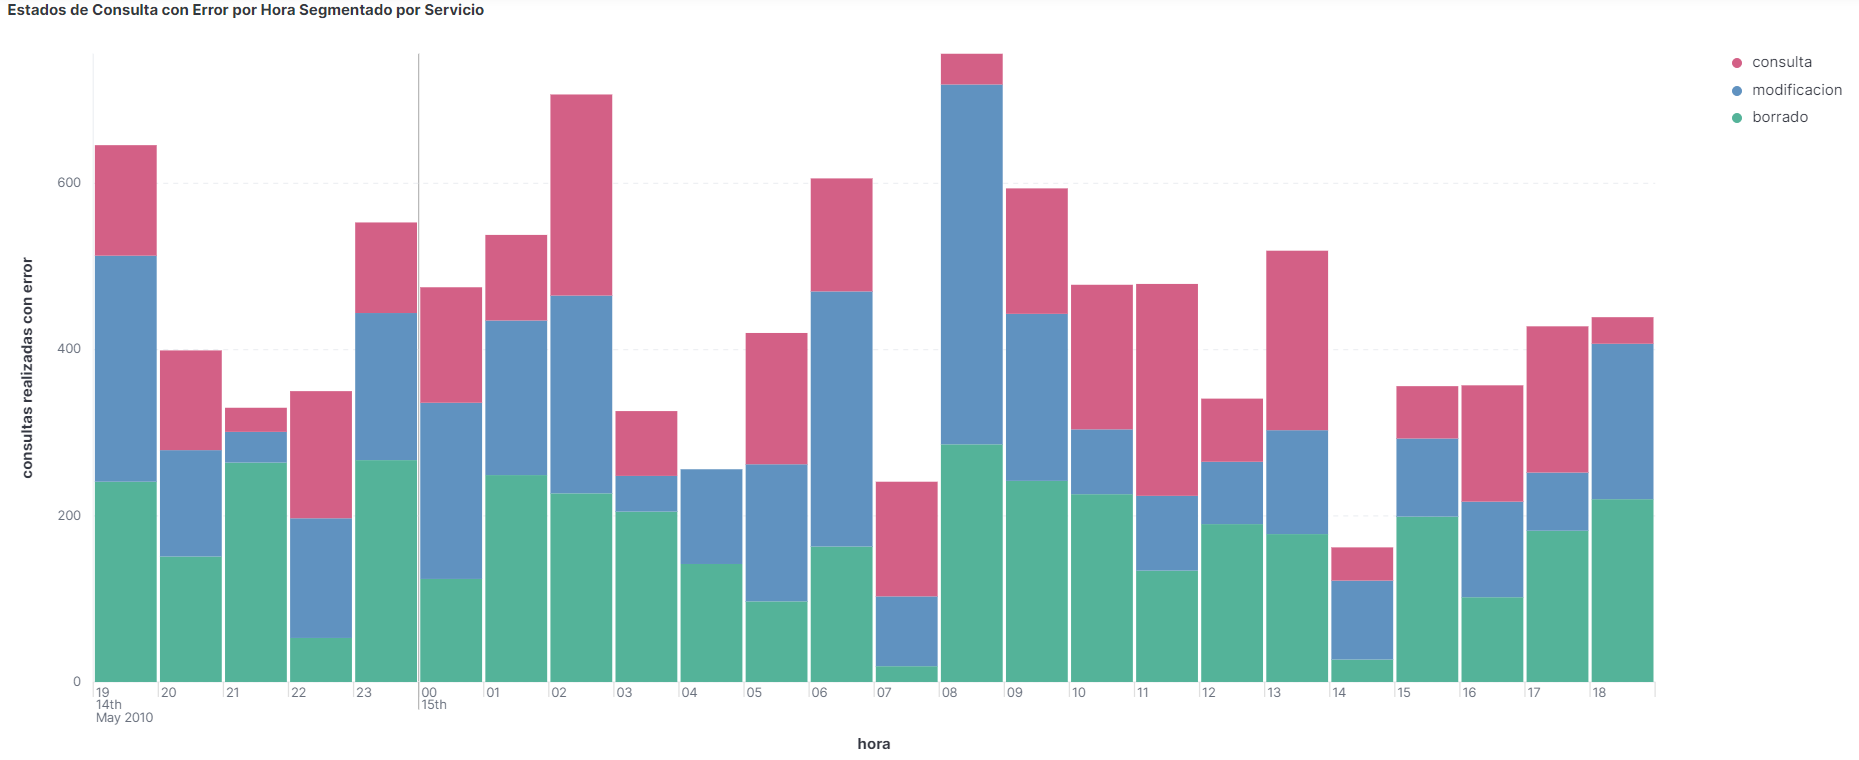 Estados de Consulta con Error por Hora Segmentado por Servicio
consulta
modificacion
borrado
consultas realizadas con error
600
400
200
0
19 20 21 22 23 00 01 02 03 04 05 06 07 08 09 10 11 12 13 14 15 16 17 18
14th 15th
May 2010
hora